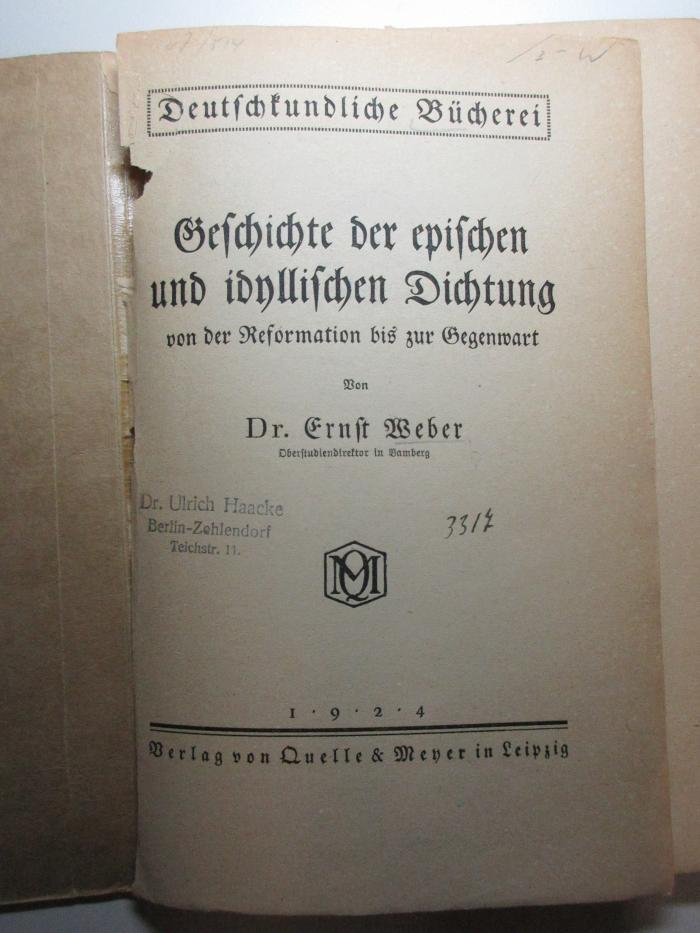 Deutschkundliche Bücherei
Geschichte der epischen
und idyllischen Dichtung
von der Reformation bis zur Gegenwart
Von
Dr. Ernst Weber
Oberstudiendirektor in Bamberg
Dr. Ulrich Haacke
Berlin-Zehlendorf
Teichstr. 11.
QM
1 · 9 · 2 · 4
Verlag von Quelle & Meyer in Leipzig